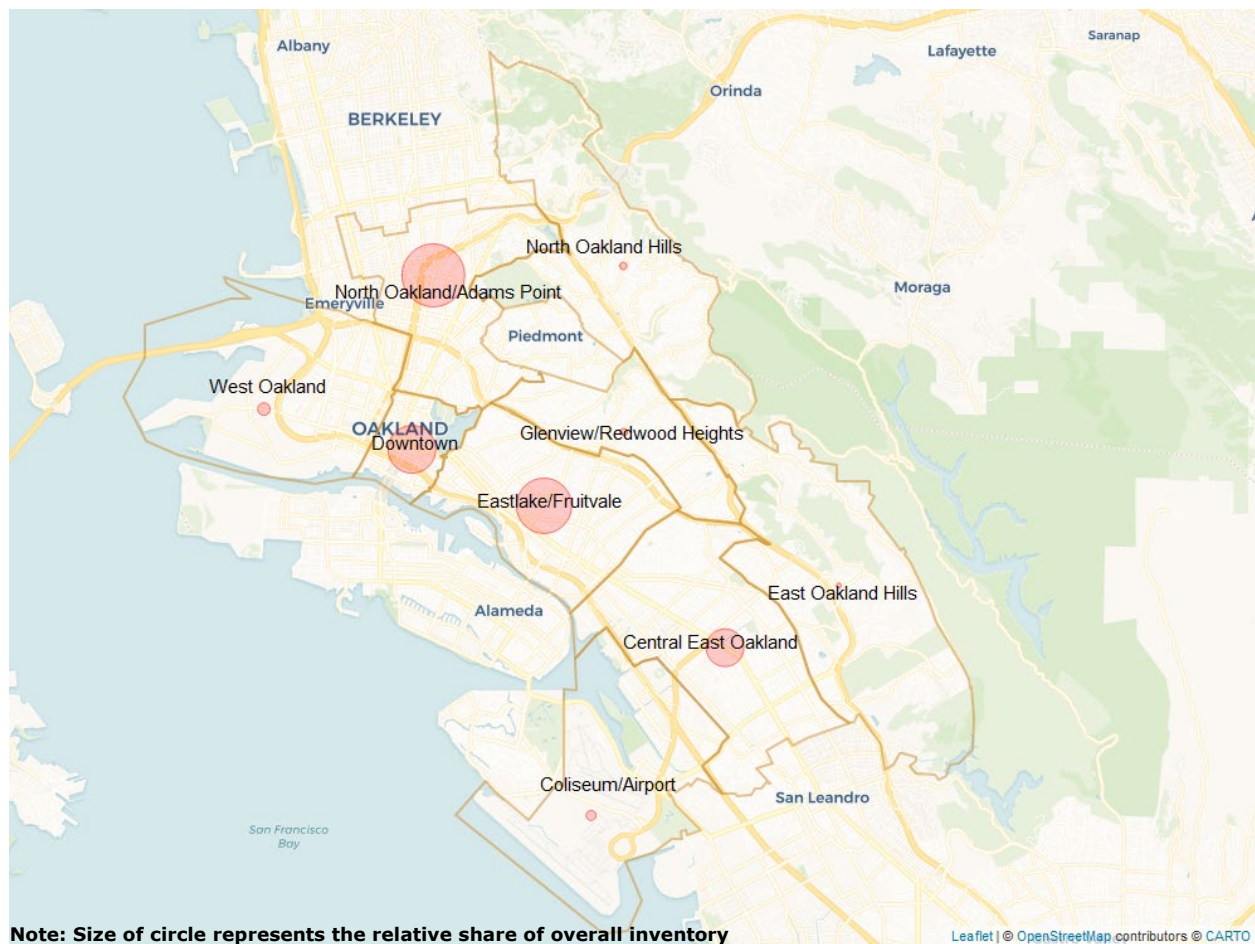 Albany
Saranap
Lafayette
Orinda
BERKELEY
North Oakland Hills
Moraga
North Oakland/Adams Point
Emeryville
Piedmont
West Oakland
OAKLAND
Downtown
Glenview/Redwood Heights
Eastlake/Fruitvale
East Oakland Hills
Alameda
Central East Oakland
Coliseum/Airport
San Leandro
San Francisco
Bay
Note: Size of circle represents the relative share of overall inventory
Leaflet | © OpenStreetMap contributors © CARTO